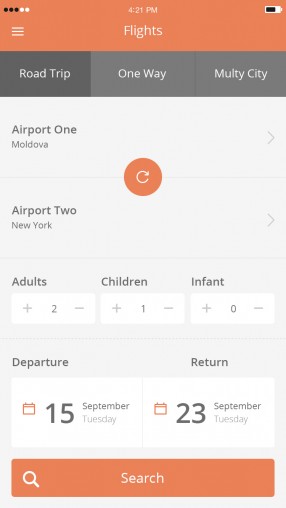 4:21 PM
Flights
Road Trip One Way Multy City
Airport One
Moldova
Airport Two
New York
Adults Children Infant
+ 2 − + 1 − + 0 −
Departure Return
15 September Tuesday 23 September Tuesday
Search